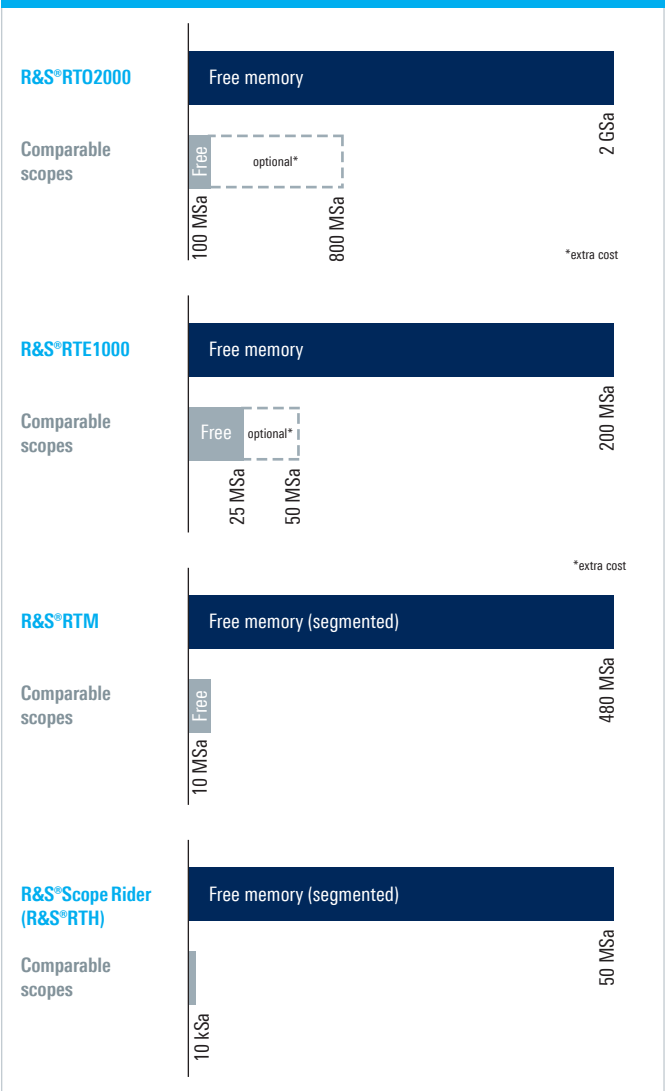 R&S®RTO2000
Free memory
2 GSa
Comparable
scopes
Free
optional*
100 MSa
800 MSa
*extra cost
R&S®RTE1000
Free memory
200 MSa
Comparable
scopes
Free
optional*
25 MSa
50 MSa
*extra cost
R&S®RTM
Free memory (segmented)
480 MSa
Comparable
scopes
Free
10 MSa
R&S®Scope Rider
(R&S®RTH)
Free memory (segmented)
50 MSa
Comparable
scopes
10 kSa